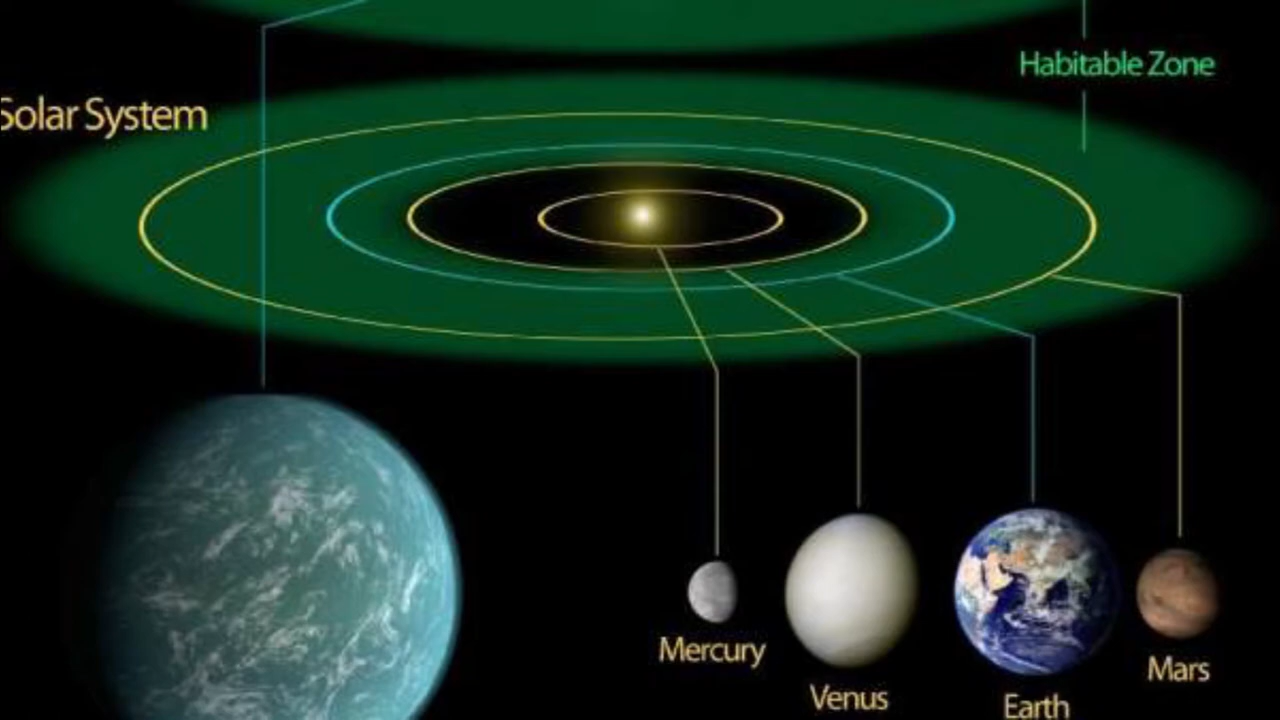 Habitable Zone
Solar System
Mercury
Venus
Earth
Mars